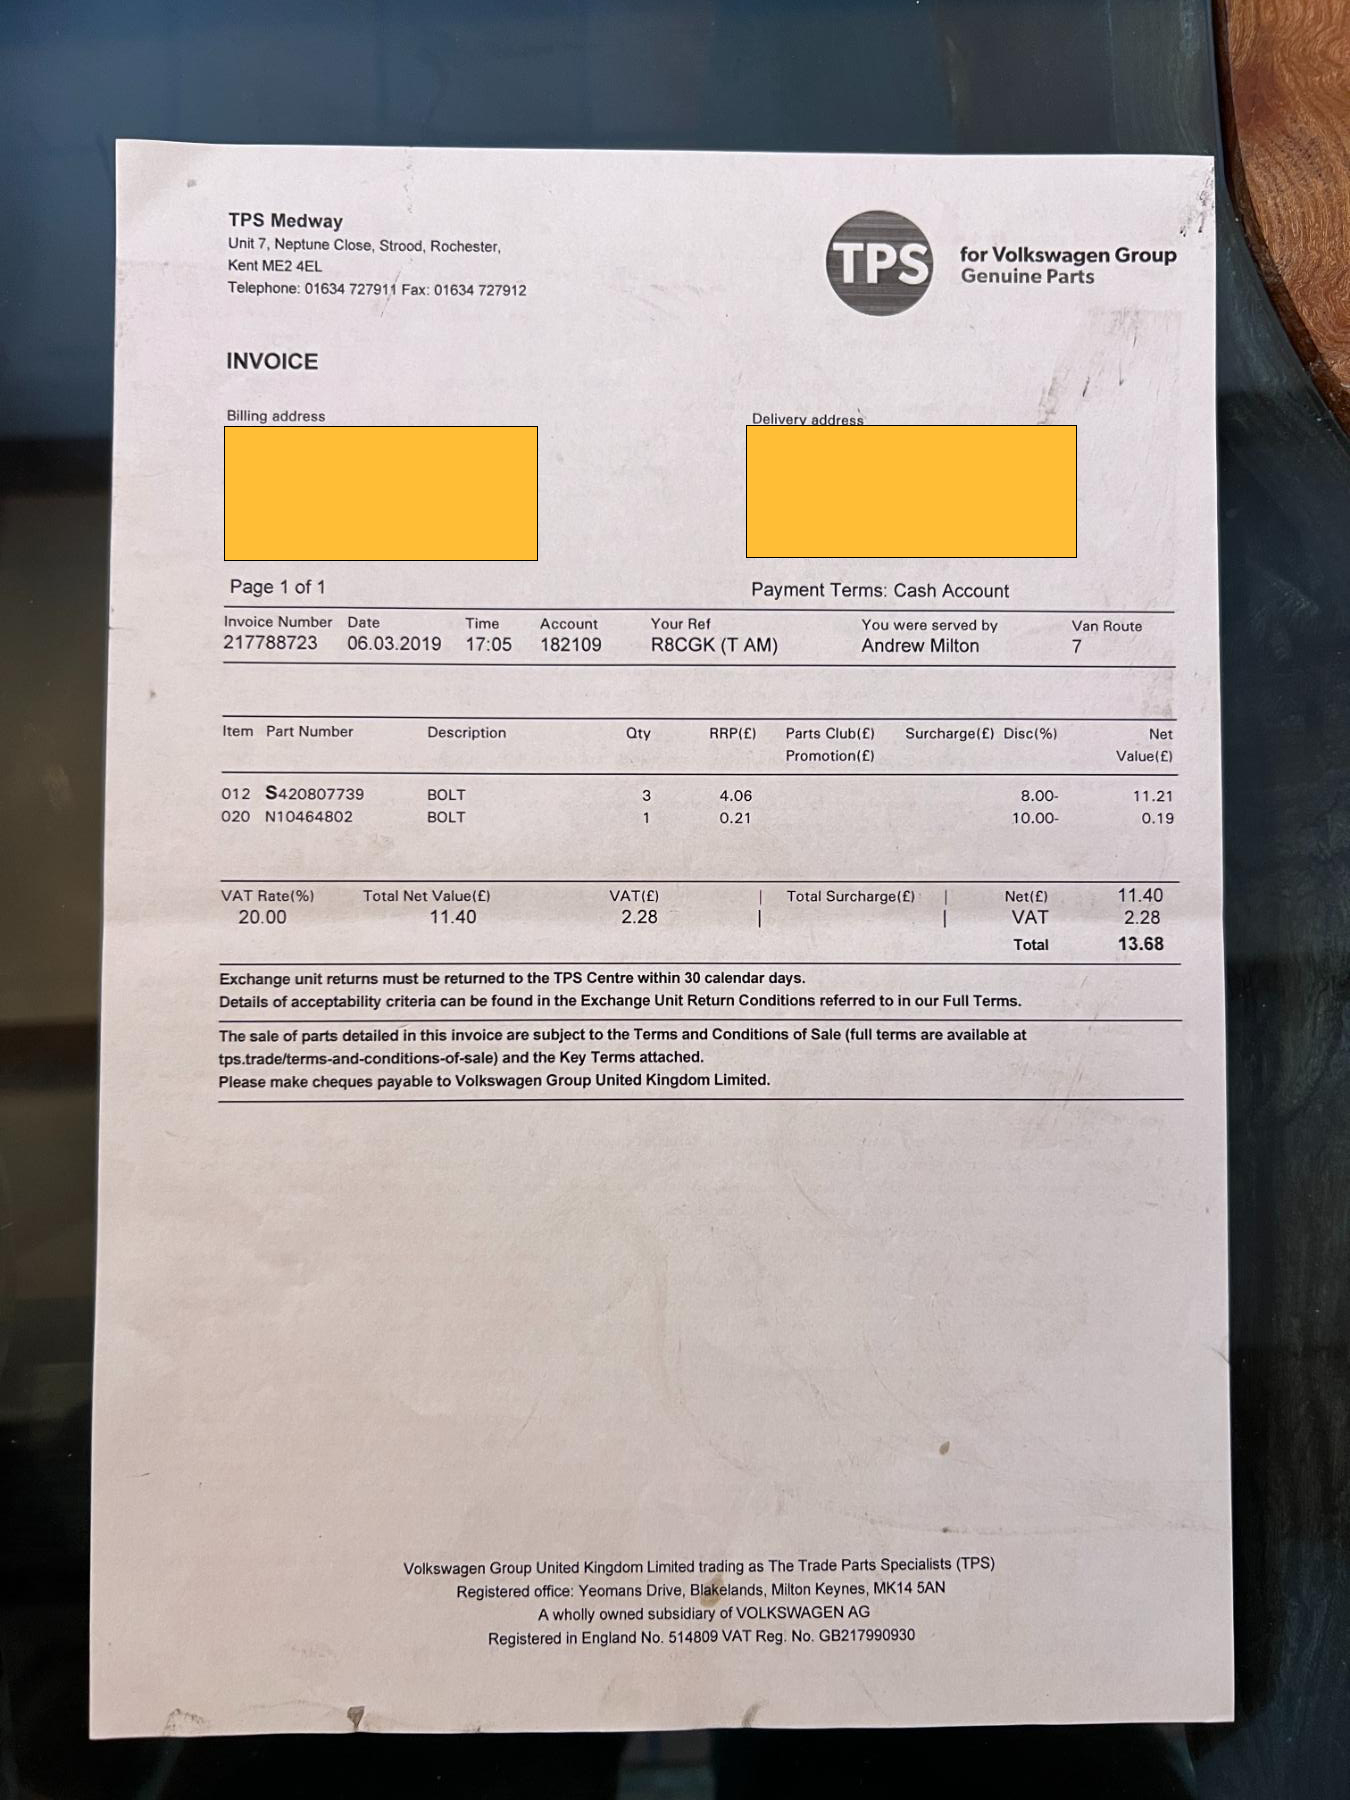 TPS Medway
Unit 7, Neptune Close, Strood, Rochester,
Kent ME2 4EL
Telephone: 01634 727911 Fax: 01634 727912
TPS
for Volkswagen Group
Genuine Parts
INVOICE
Billing address
Delivery address
Page 1 of 1
Payment Terms: Cash Account
Invoice Number Date Time Account Your Ref You were served by Van Route
217788723 06.03.2019 17:05 182109 R8CGK (T AM) Andrew Milton 7
Item Part Number Description Qty RRP(£) Parts Club(£) Surcharge(£) Disc(%) Net
Promotion(£) Value(£)
012 S420807739 BOLT 3 4.06 8.00- 11.21
020 N10464802 BOLT 1 0.21 10.00- 0.19
VAT Rate(%) Total Net Value(£) VAT(£) | Total Surcharge(£) | Net(£) 11.40
20.00 11.40 2.28 | | VAT 2.28
Total 13.68
Exchange unit returns must be returned to the TPS Centre within 30 calendar days.
Details of acceptability criteria can be found in the Exchange Unit Return Conditions referred to in our Full Terms.
The sale of parts detailed in this invoice are subject to the Terms and Conditions of Sale (full terms are available at
tps.trade/terms-and-conditions-of-sale) and the Key Terms attached.
Please make cheques payable to Volkswagen Group United Kingdom Limited.
Volkswagen Group United Kingdom Limited trading as The Trade Parts Specialists (TPS)
Registered office: Yeomans Drive, Blakelands, Milton Keynes, MK14 5AN
A wholly owned subsidiary of VOLKSWAGEN AG
Registered in England No. 514809 VAT Reg. No. GB217990930